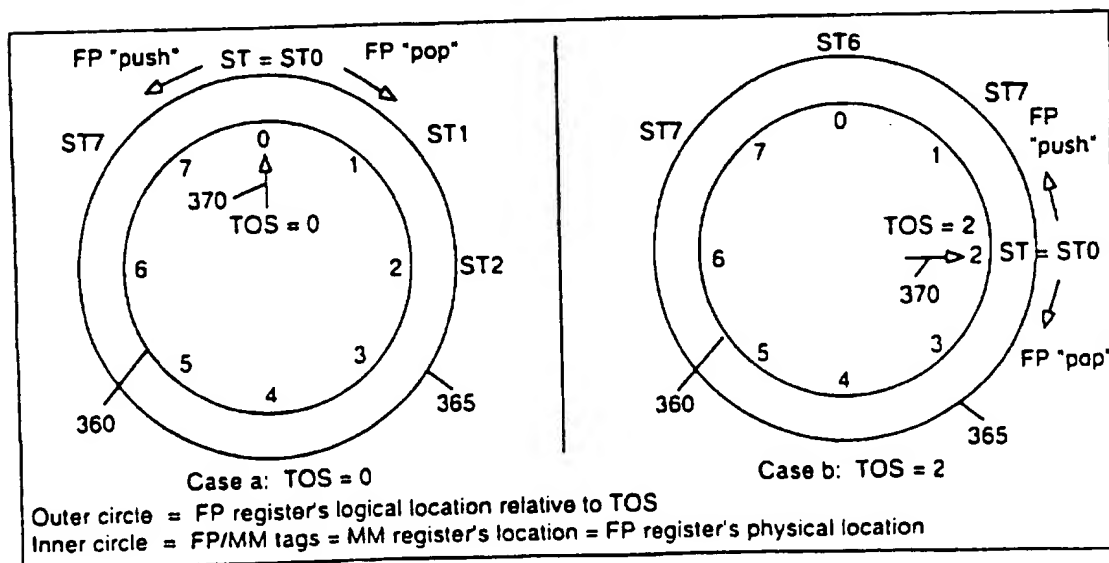 FP "push"
ST = ST0
FP "pop"
ST7
ST1
0
7
1
370
TOS = 0
6
2
ST2
5
3
4
360
365
Case a: TOS = 0
ST6
ST7
ST7
FP
"push"
0
7
1
TOS = 2
6
2
ST = ST0
370
5
3
4
FP "pap"
360
365
Case b: TOS = 2
Outer circle = FP register's logical location relative to TOS
Inner circle = FP/MM tags = MM register's location = FP register's physical location